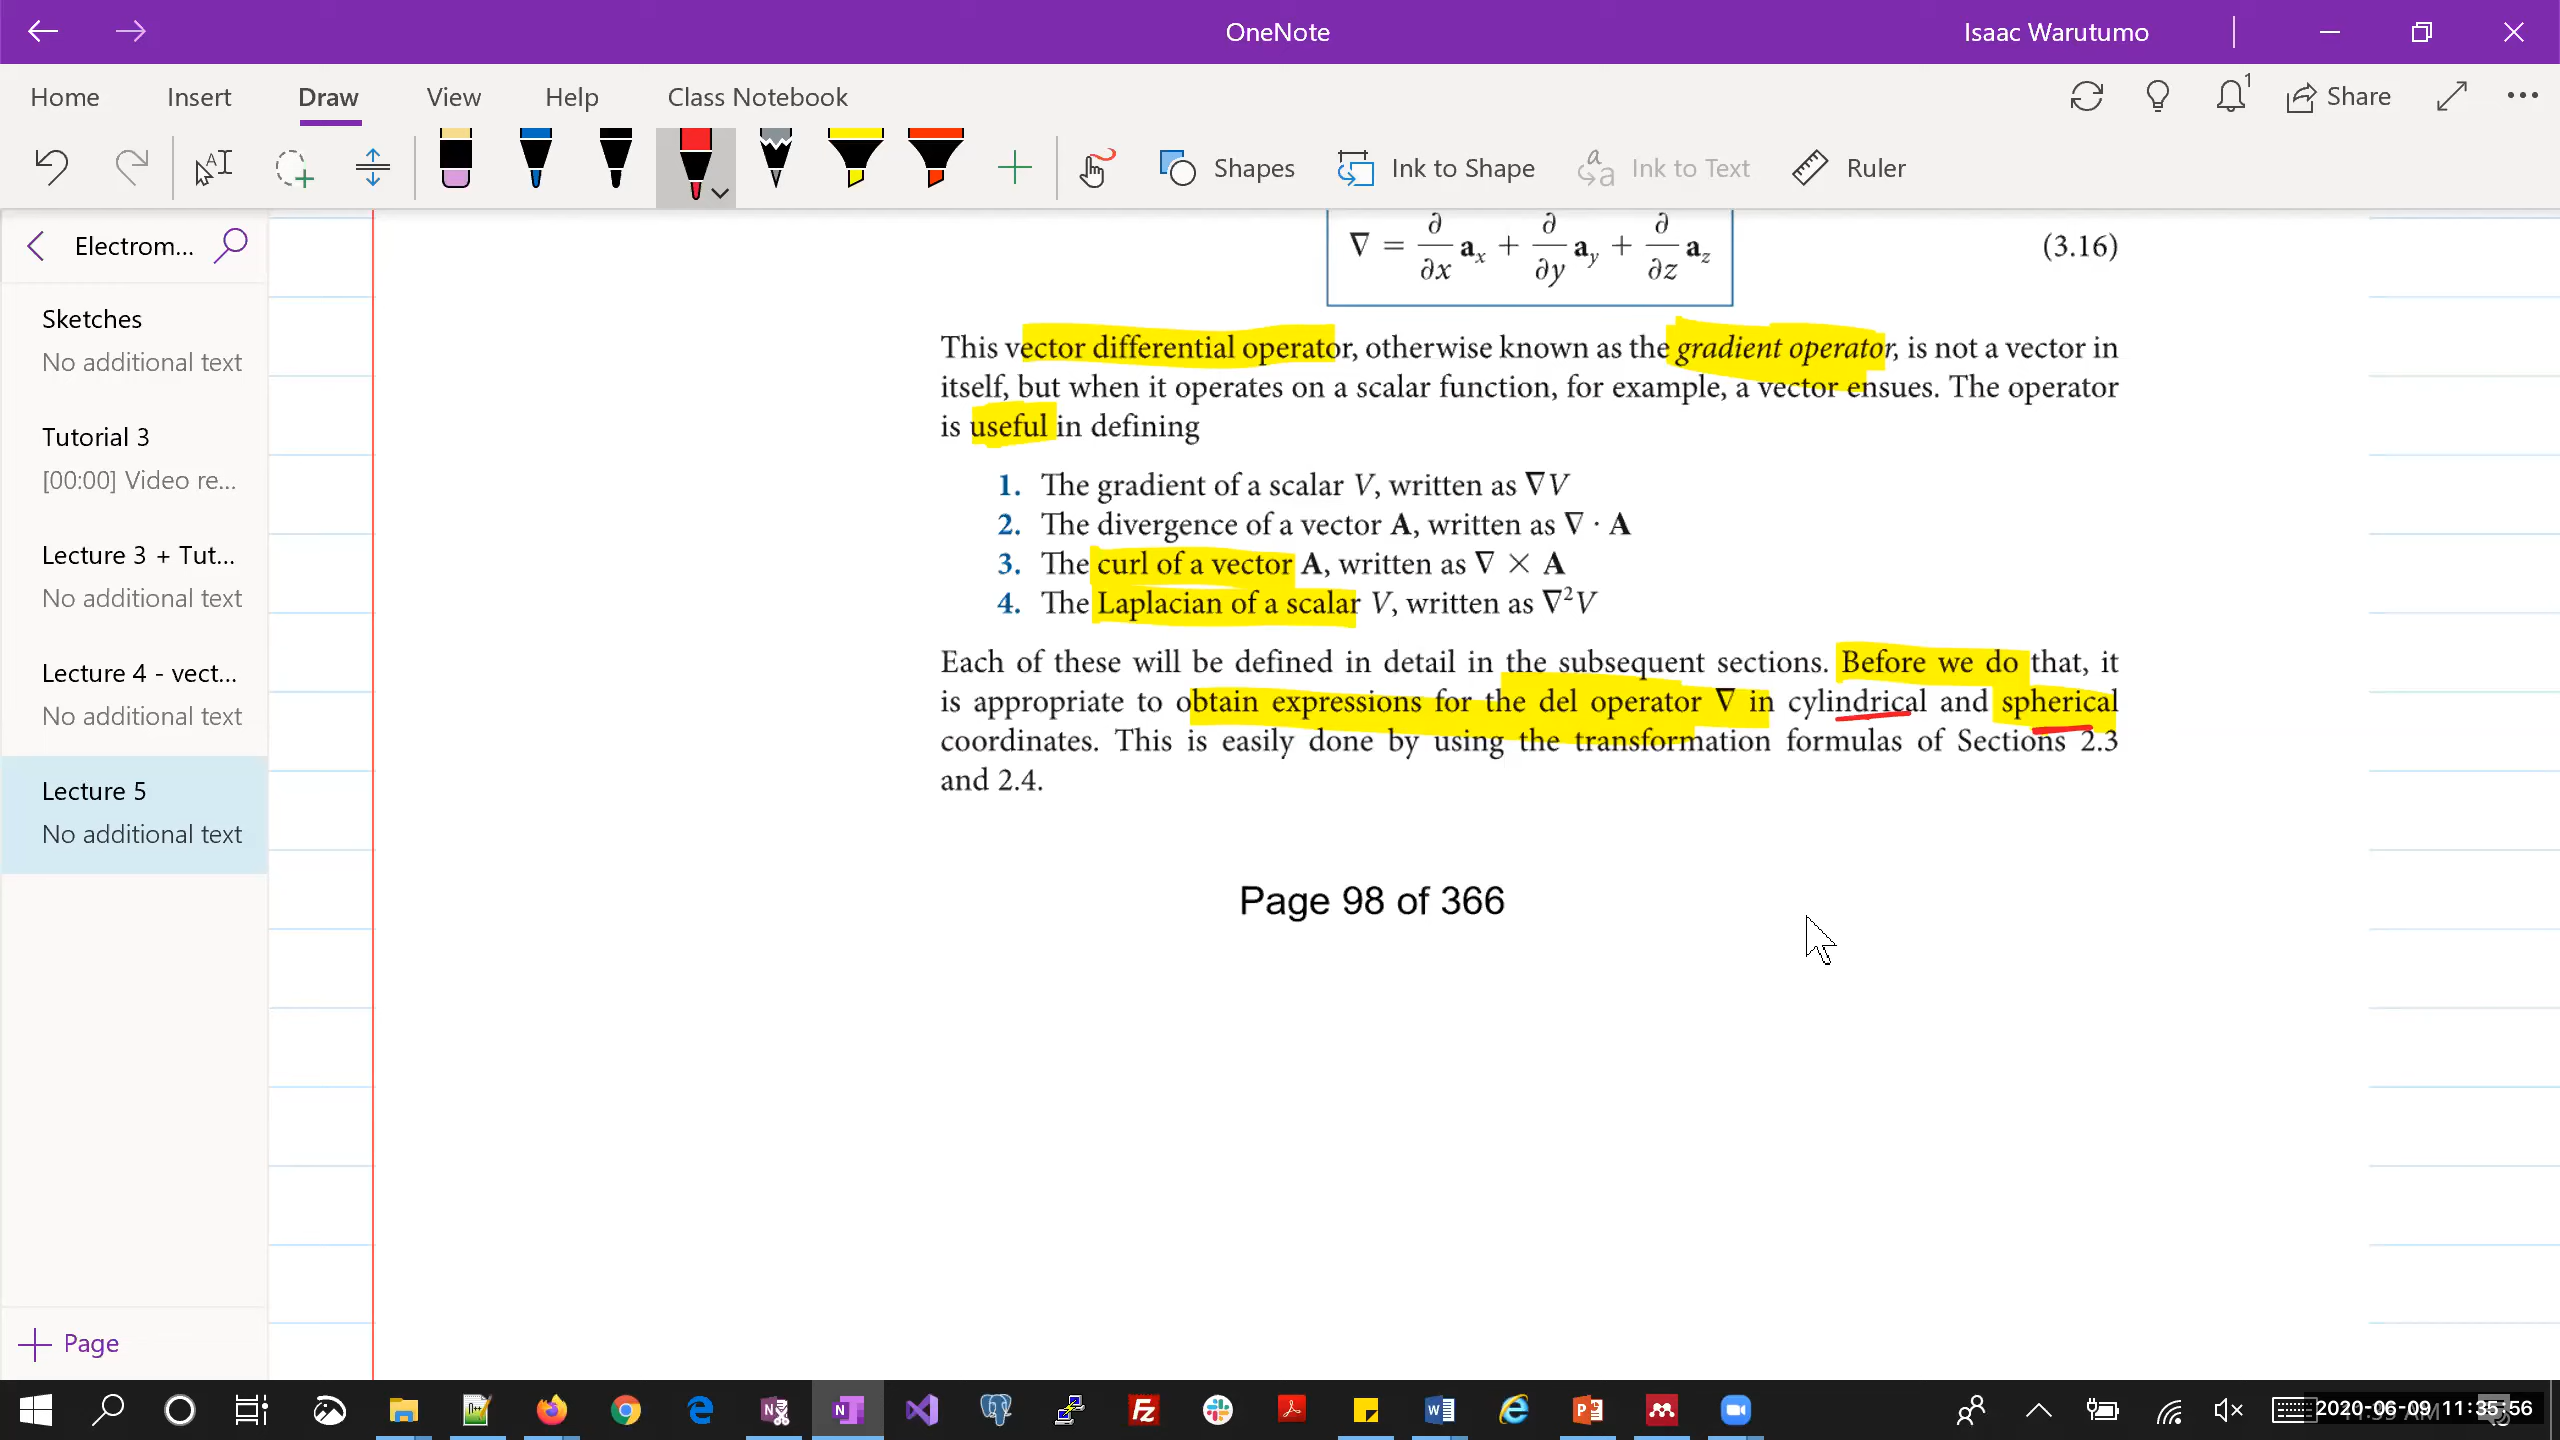 OneNote
Isaac Warutumo
Home Insert Draw View Help Class Notebook
1
Share
Shapes Ink to Shape Ink to Text Ruler
Electrom...
Sketches
No additional text
Tutorial 3
[00:00] Video re...
Lecture 3 + Tut...
No additional text
Lecture 4 - vect...
No additional text
Lecture 5
No additional text
Page
∇ = ∂/∂x a_x + ∂/∂y a_y + ∂/∂z a_z (3.16)
This vector differential operator, otherwise known as the gradient operator, is not a vector in
itself, but when it operates on a scalar function, for example, a vector ensues. The operator
is useful in defining
1. The gradient of a scalar V, written as ∇V
2. The divergence of a vector A, written as ∇ · A
3. The curl of a vector A, written as ∇ × A
4. The Laplacian of a scalar V, written as ∇²V
Each of these will be defined in detail in the subsequent sections. Before we do that, it
is appropriate to obtain expressions for the del operator ∇ in cylindrical and spherical
coordinates. This is easily done by using the transformation formulas of Sections 2.3
and 2.4.
Page 98 of 366
2020-06-09 11:35:56